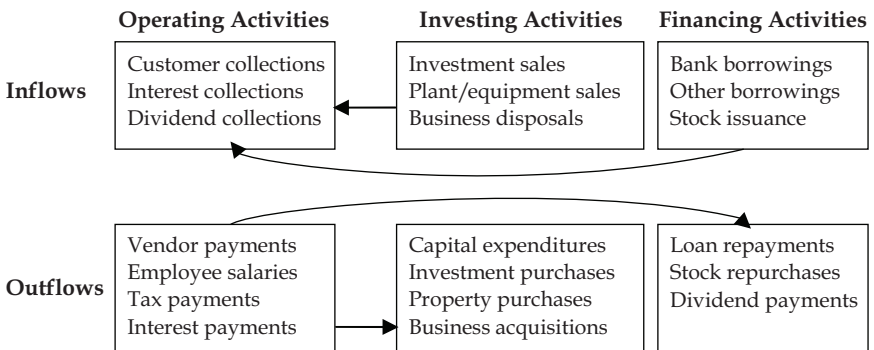 Operating Activities Investing Activities Financing Activities
Inflows
Customer collections
Interest collections
Dividend collections
Investment sales
Plant/equipment sales
Business disposals
Bank borrowings
Other borrowings
Stock issuance
Outflows
Vendor payments
Employee salaries
Tax payments
Interest payments
Capital expenditures
Investment purchases
Property purchases
Business acquisitions
Loan repayments
Stock repurchases
Dividend payments